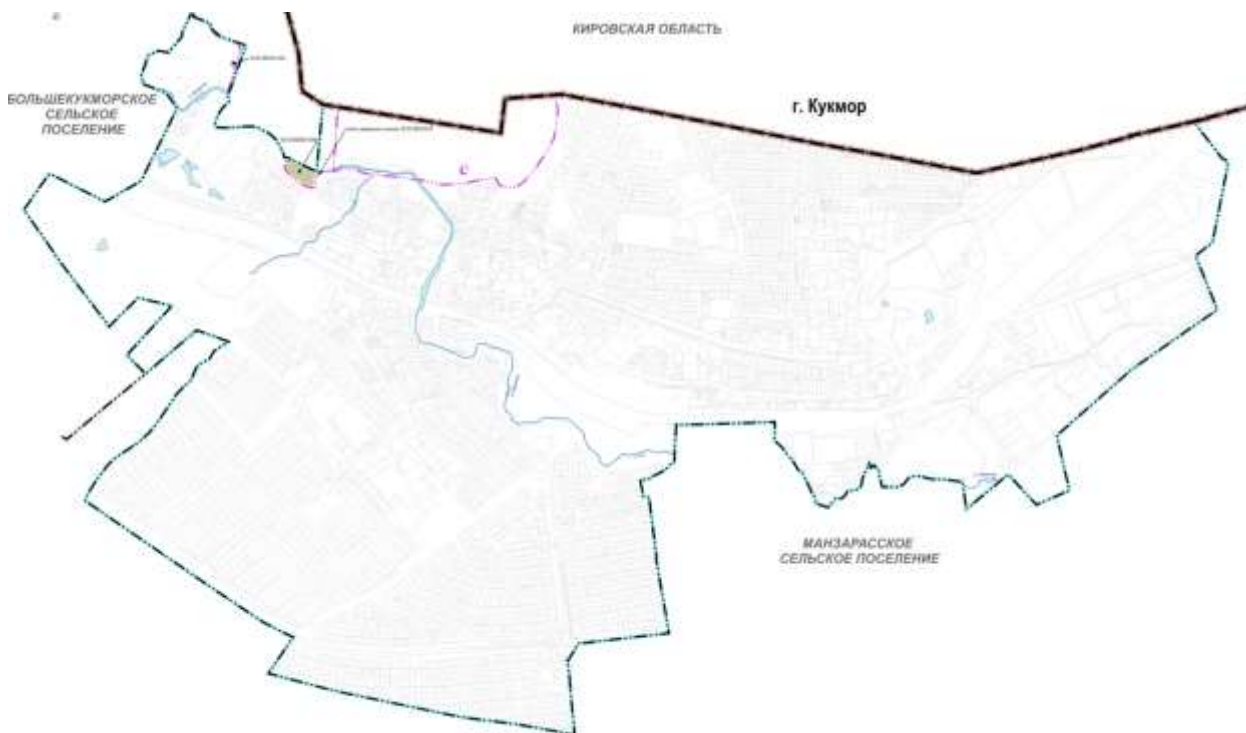 КИРОВСКАЯ ОБЛАСТЬ
БОЛЬШЕКУКМОРСКОЕ
СЕЛЬСКОЕ
ПОСЕЛЕНИЕ
г. Кукмор
МАНЗАРАССКОЕ
СЕЛЬСКОЕ ПОСЕЛЕНИЕ